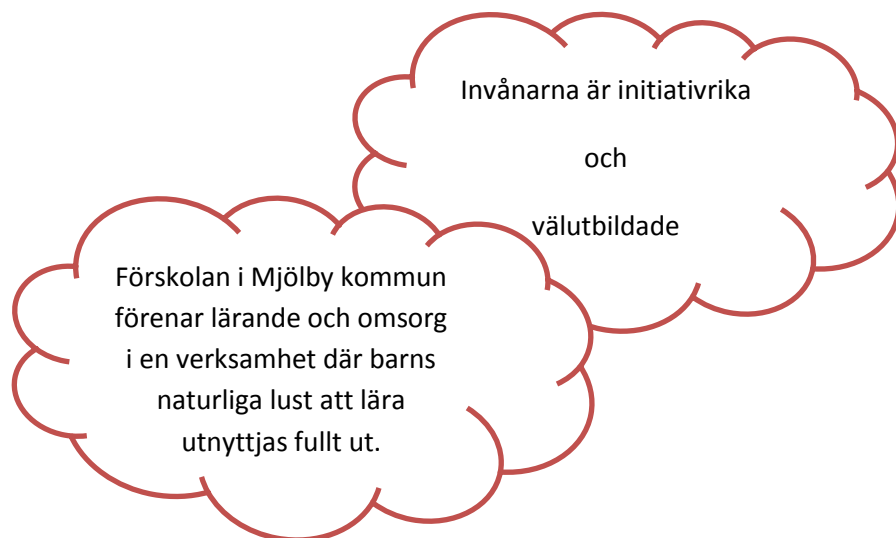 Invånarna är initiativrika
och
välutbildade
Förskolan i Mjölby kommun
förenar lärande och omsorg
i en verksamhet där barns
naturliga lust att lära
utnyttjas fullt ut.